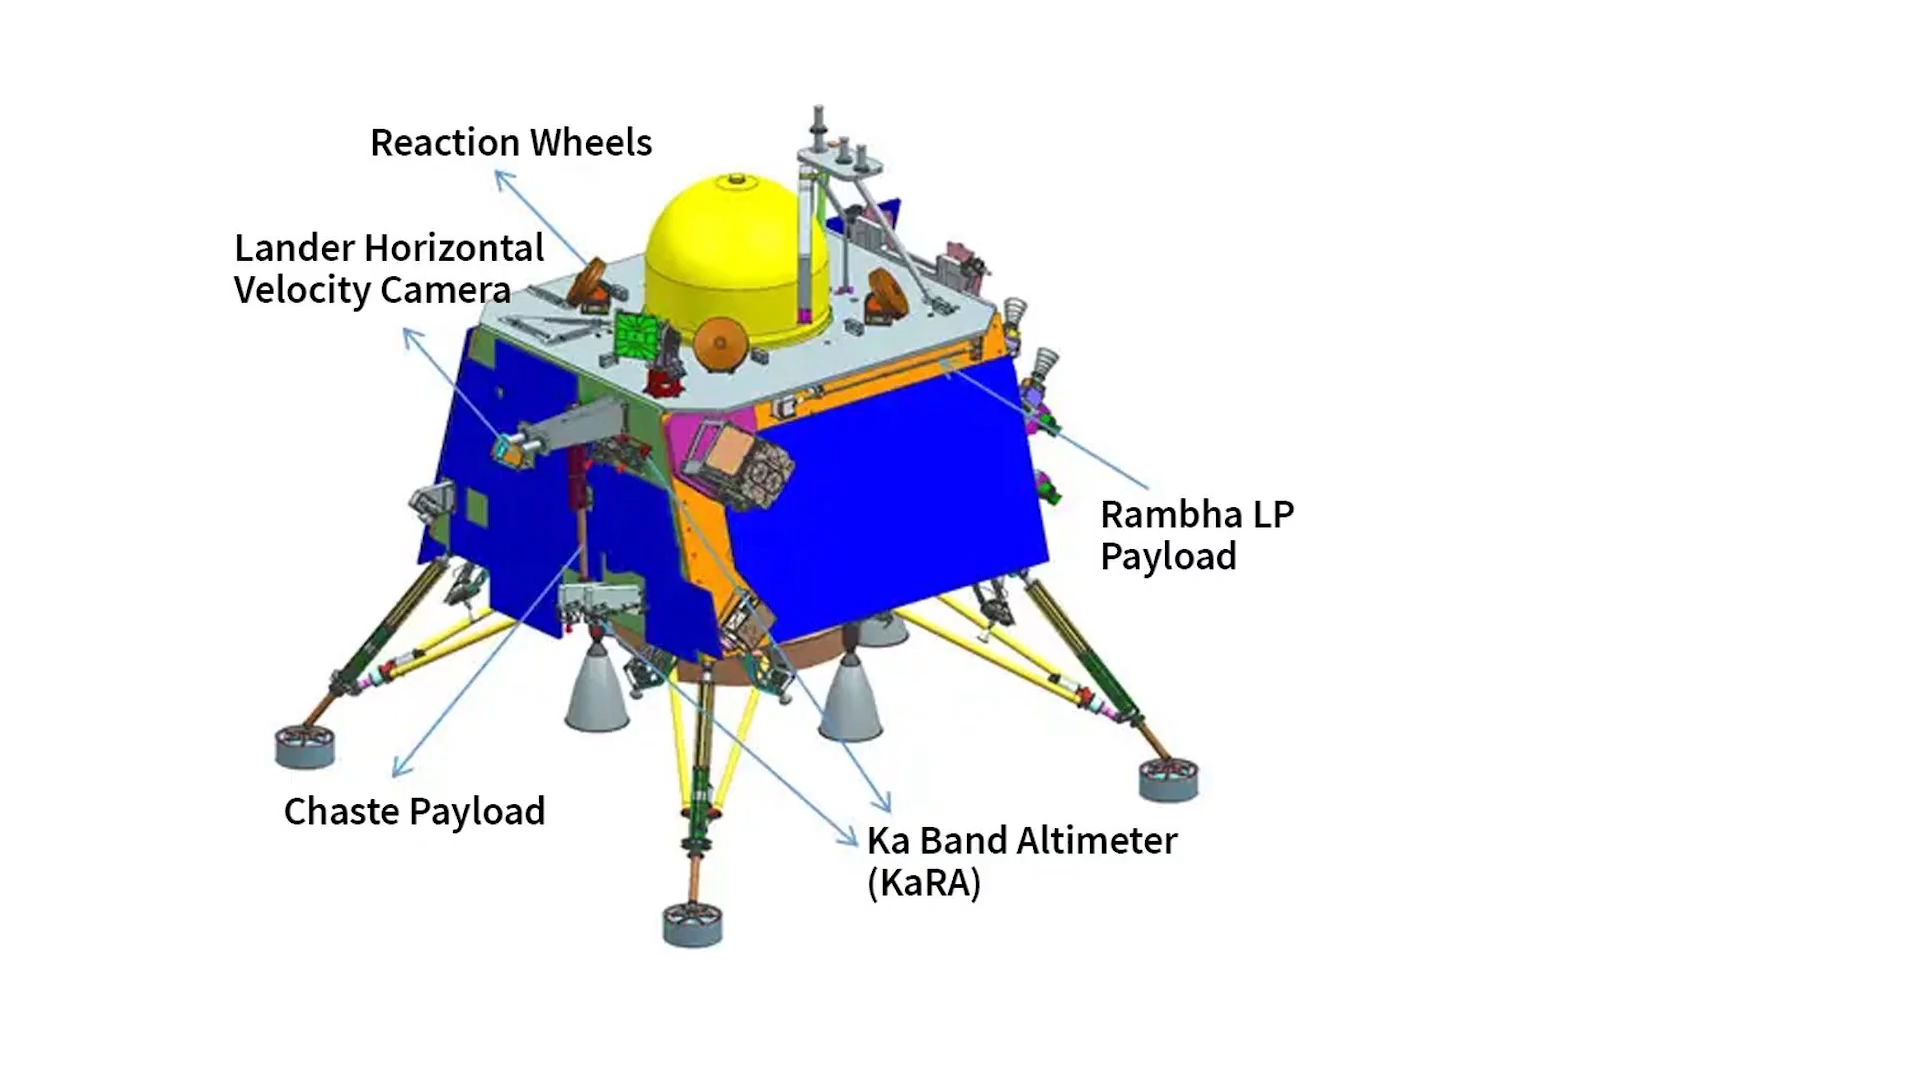 Reaction Wheels
Lander Horizontal
Velocity Camera
Rambha LP
Payload
Chaste Payload
Ka Band Altimeter
(KaRA)